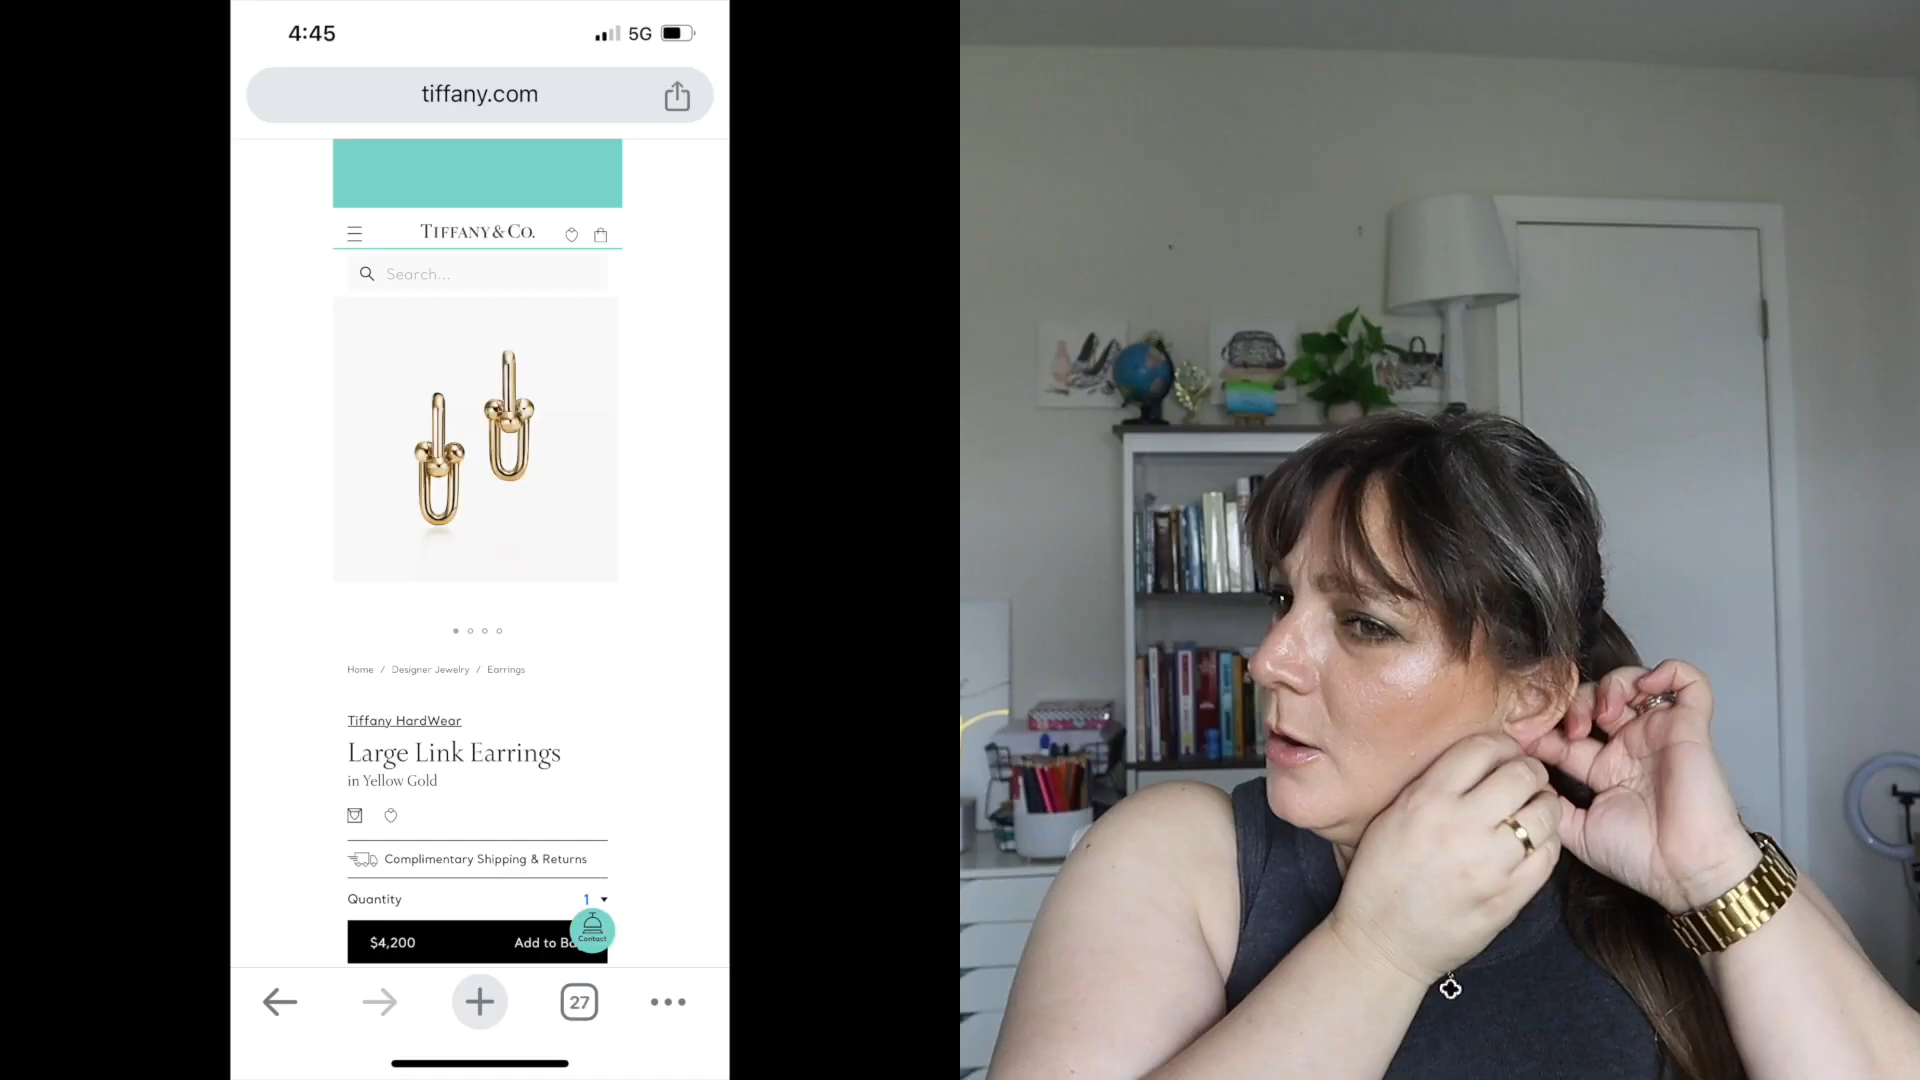 4:45
5G
tiffany.com
TIFFANY & CO.
Search...
Home / Designer Jewelry / Earrings
Tiffany HardWear
Large Link Earrings
in Yellow Gold
Complimentary Shipping & Returns
Quantity 1
$4,200 Add to
Contact
27